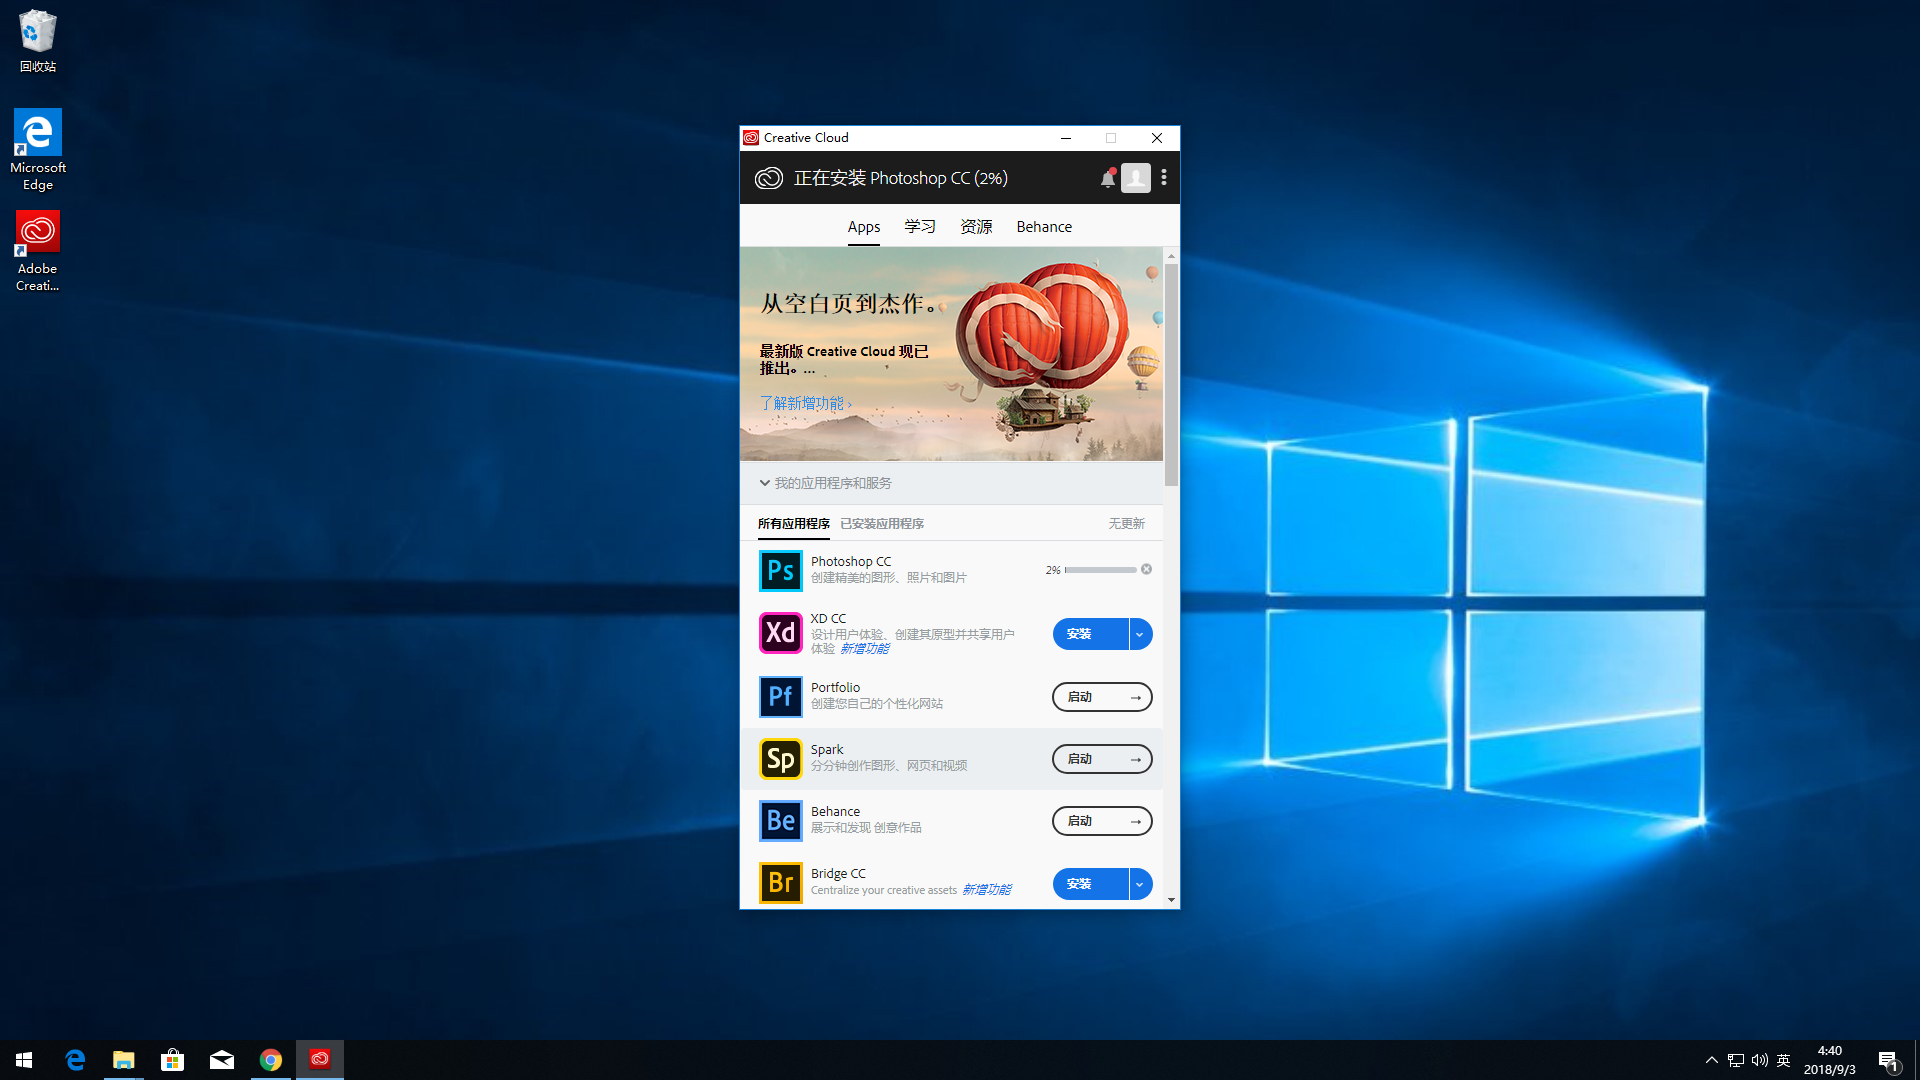 回收站
Microsoft
Edge
Adobe
Creati...
Creative Cloud
正在安装 Photoshop CC (2%)
Apps 学习 资源 Behance
从空白页到杰作。
最新版 Creative Cloud 现已
推出。...
了解新增功能 ›
我的应用程序和服务
所有应用程序 已安装应用程序 无更新
Ps
Photoshop CC
创建精美的图形、照片和图片
2%
Xd
XD CC
设计用户体验、创建其原型并共享用户
体验 新增功能
安装
Pf
Portfolio
创建您自己的个性化网站
启动 →
Sp
Spark
分分钟创作图形、网页和视频
启动 →
Be
Behance
展示和发现 创意作品
启动 →
Br
Bridge CC
Centralize your creative assets 新增功能
安装
英
4:40
2018/9/3
1